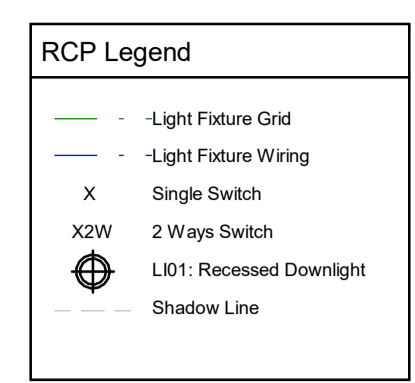 RCP Legend
Light Fixture Grid
Light Fixture Wiring
X Single Switch
X2W 2 Ways Switch
LI01: Recessed Downlight
Shadow Line